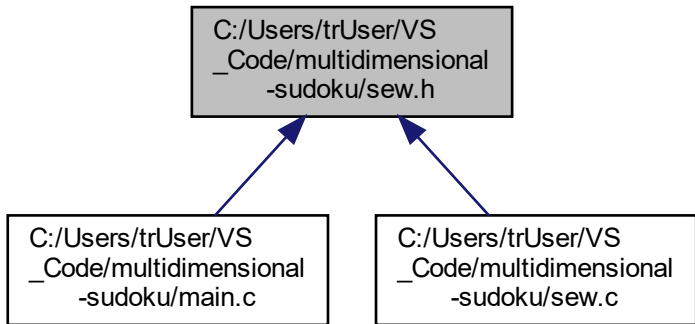 C:/Users/trUser/VS
_Code/multidimensional
-sudoku/sew.h
C:/Users/trUser/VS
_Code/multidimensional
-sudoku/main.c
C:/Users/trUser/VS
_Code/multidimensional
-sudoku/sew.c